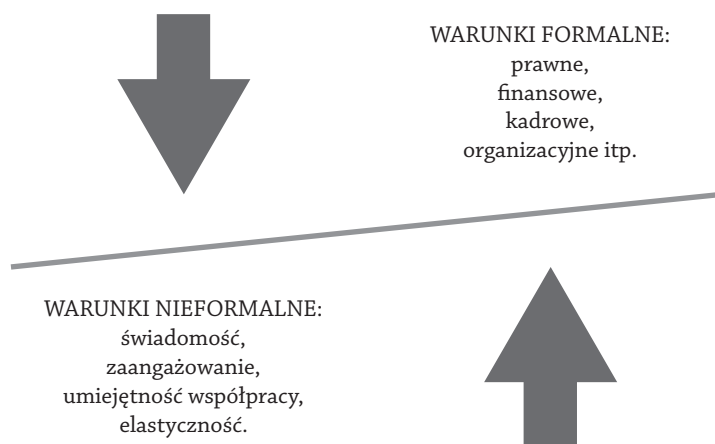 WARUNKI FORMALNE:
prawne,
finansowe,
kadrowe,
organizacyjne itp.
WARUNKI NIEFORMALNE:
świadomość,
zaangażowanie,
umiejętność współpracy,
elastyczność.